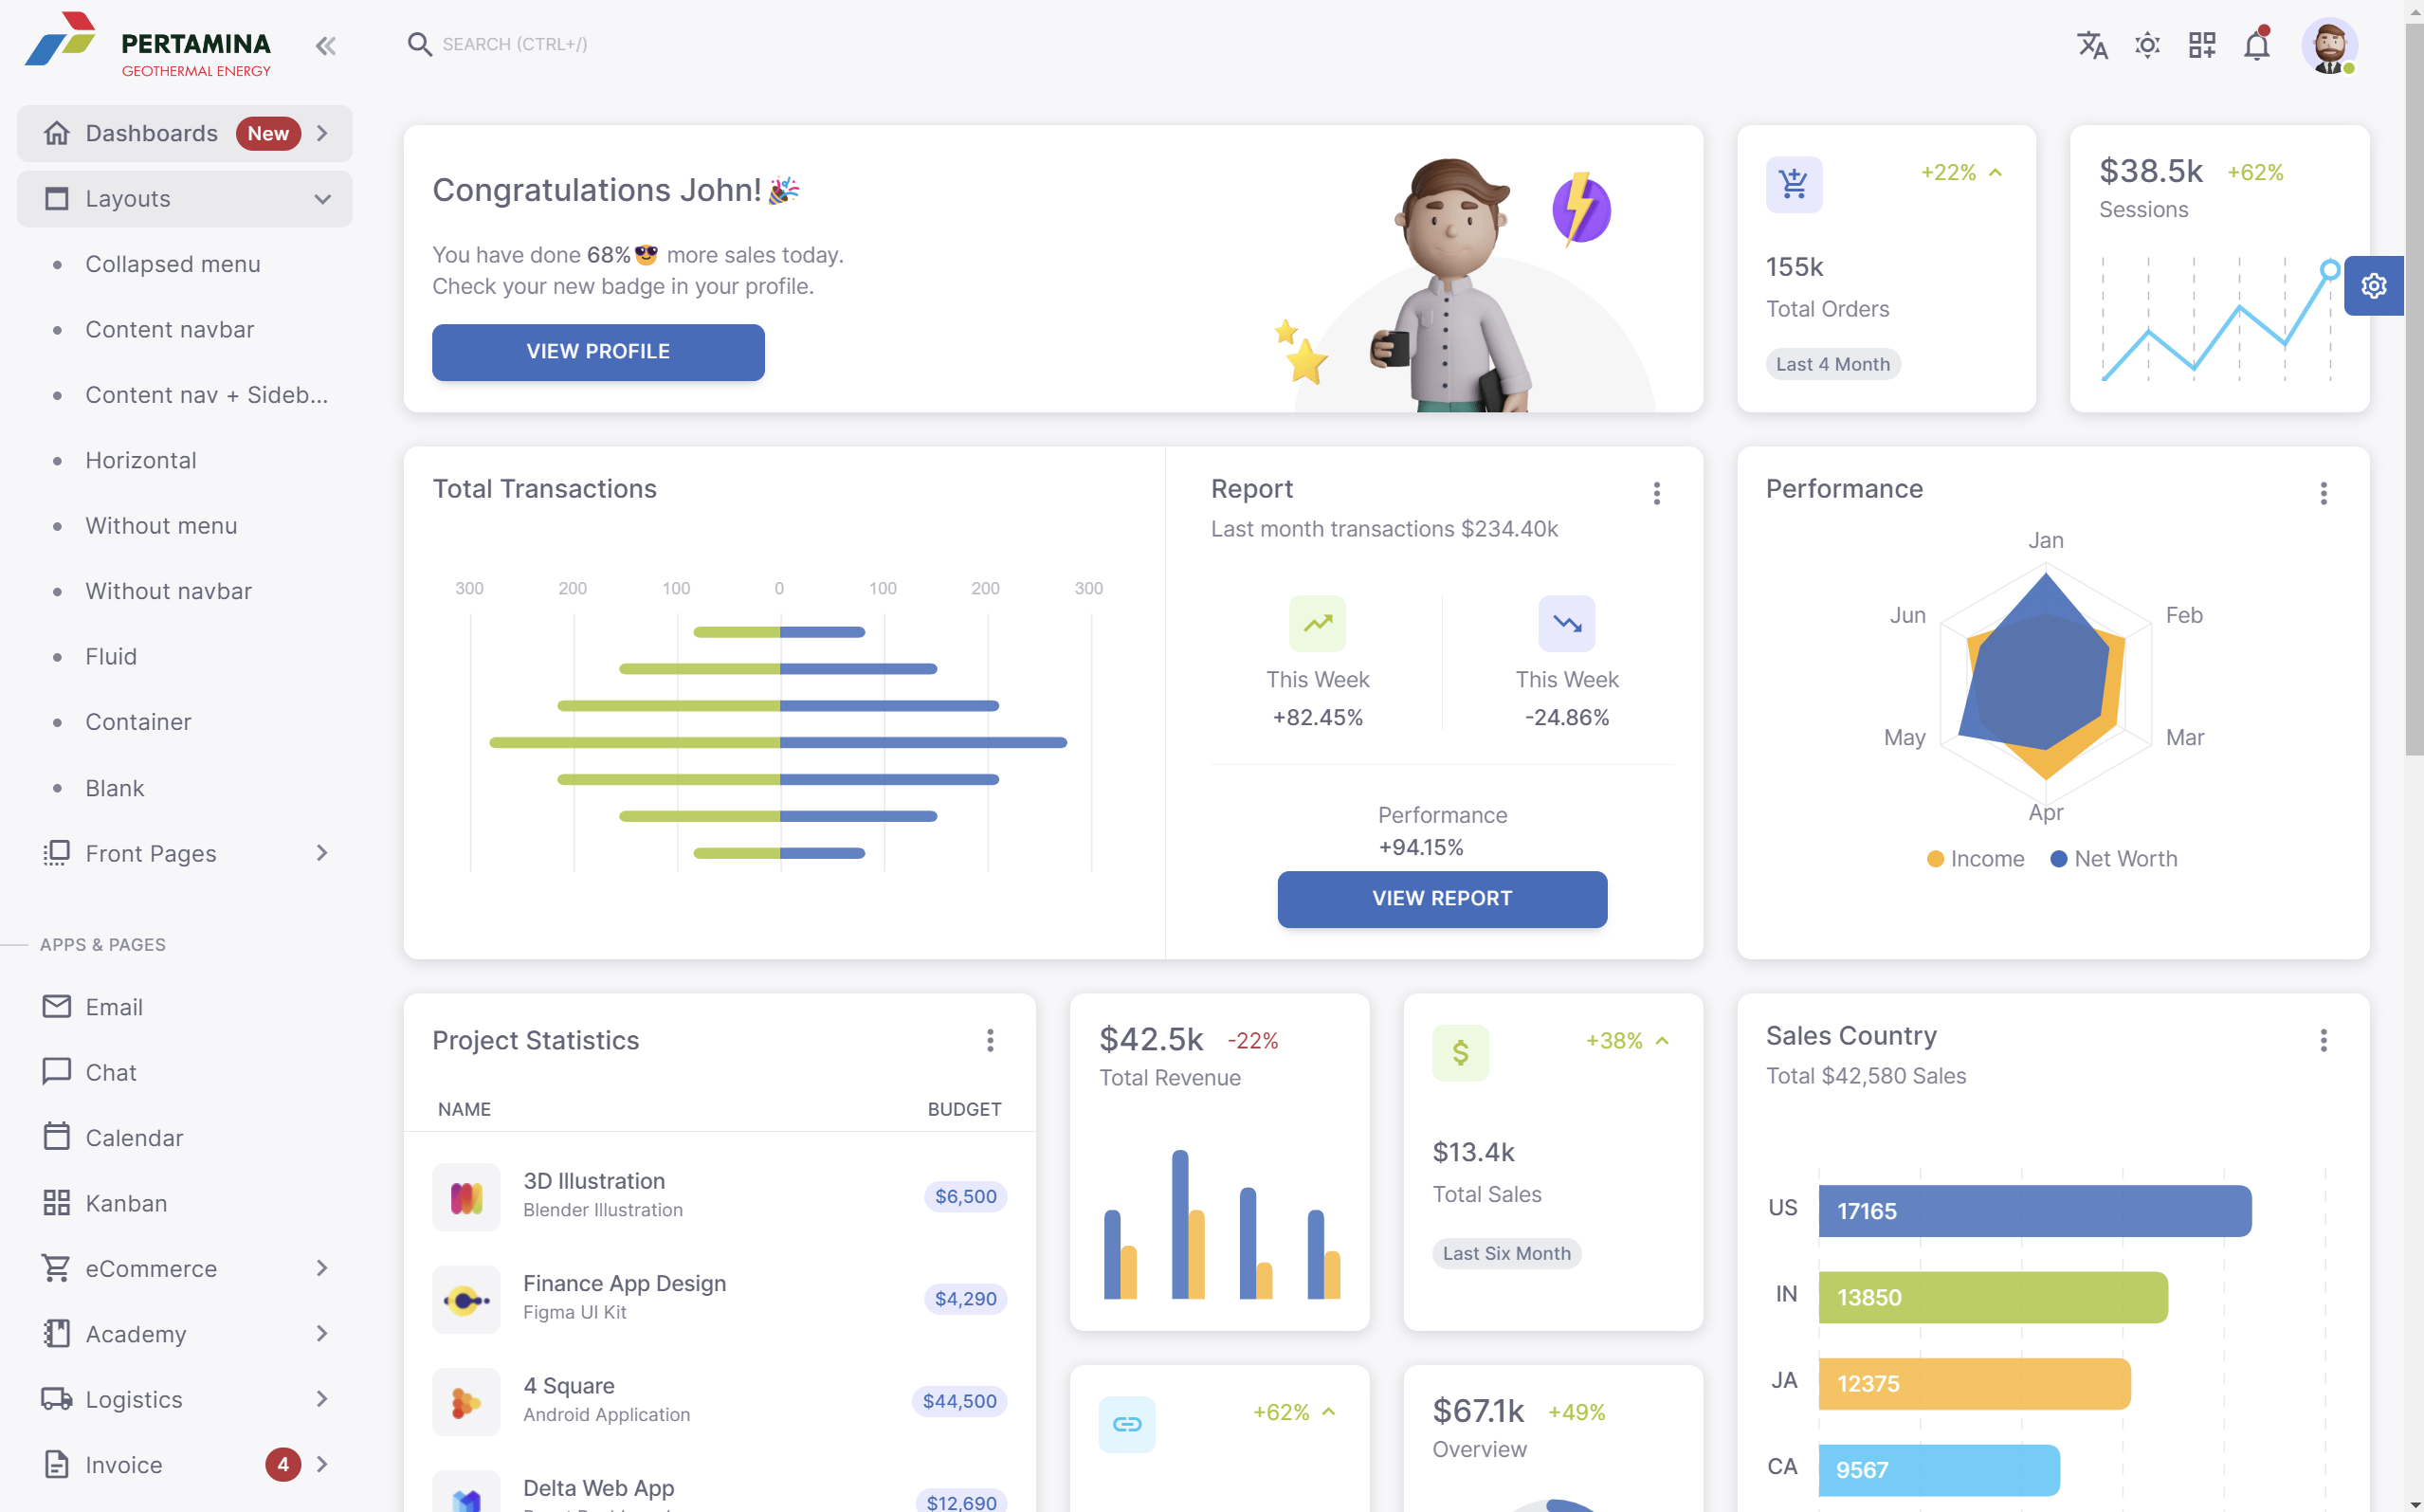 PERTAMINA
GEOTHERMAL ENERGY
SEARCH (CTRL+/)
Dashboards New
Layouts
Collapsed menu
Content navbar
Content nav + Sideb...
Horizontal
Without menu
Without navbar
Fluid
Container
Blank
Front Pages
APPS & PAGES
Email
Chat
Calendar
Kanban
eCommerce
Academy
Logistics
Invoice 4
Congratulations John!🎉
You have done 68%😎 more sales today.
Check your new badge in your profile.
VIEW PROFILE
+22%
155k
Total Orders
Last 4 Month
$38.5k +62%
Sessions
Total Transactions
300 200 100 0 100 200 300
Report
Last month transactions $234.40k
This Week
+82.45%
This Week
-24.86%
Performance
+94.15%
VIEW REPORT
Performance
Jan
Feb
Mar
Apr
May
Jun
Income Net Worth
Project Statistics
NAME BUDGET
3D Illustration
Blender Illustration
$6,500
Finance App Design
Figma UI Kit
$4,290
4 Square
Android Application
$44,500
Delta Web App
$12,690
$42.5k -22%
Total Revenue
+38%
$13.4k
Total Sales
Last Six Month
+62%
$67.1k +49%
Overview
Sales Country
Total $42,580 Sales
US 17165
IN 13850
JA 12375
CA 9567